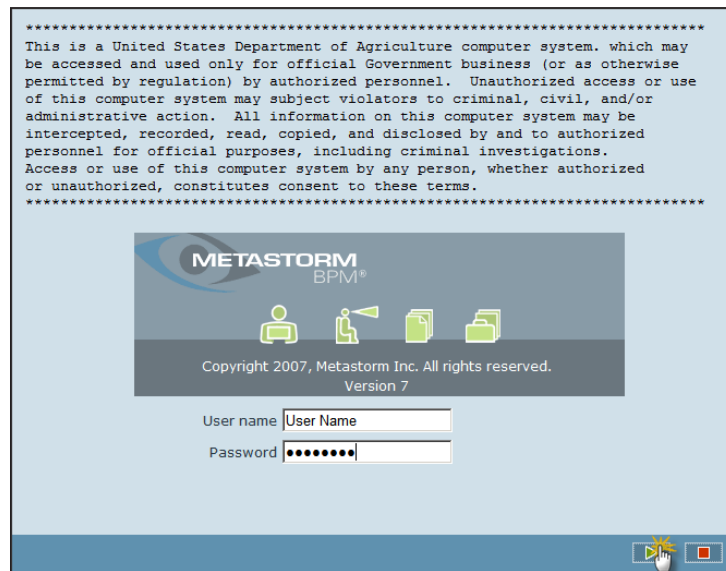 ******************************************************************************
This is a United States Department of Agriculture computer system. which may
be accessed and used only for official Government business (or as otherwise
permitted by regulation) by authorized personnel.  Unauthorized access or use
of this computer system may subject violators to criminal, civil, and/or
administrative action.  All information on this computer system may be
intercepted, recorded, read, copied, and disclosed by and to authorized
personnel for official purposes, including criminal investigations.
Access or use of this computer system by any person, whether authorized
or unauthorized, constitutes consent to these terms.
******************************************************************************
METASTORM
BPM®
Copyright 2007, Metastorm Inc. All rights reserved.
Version 7
User name User Name
Password ••••••••